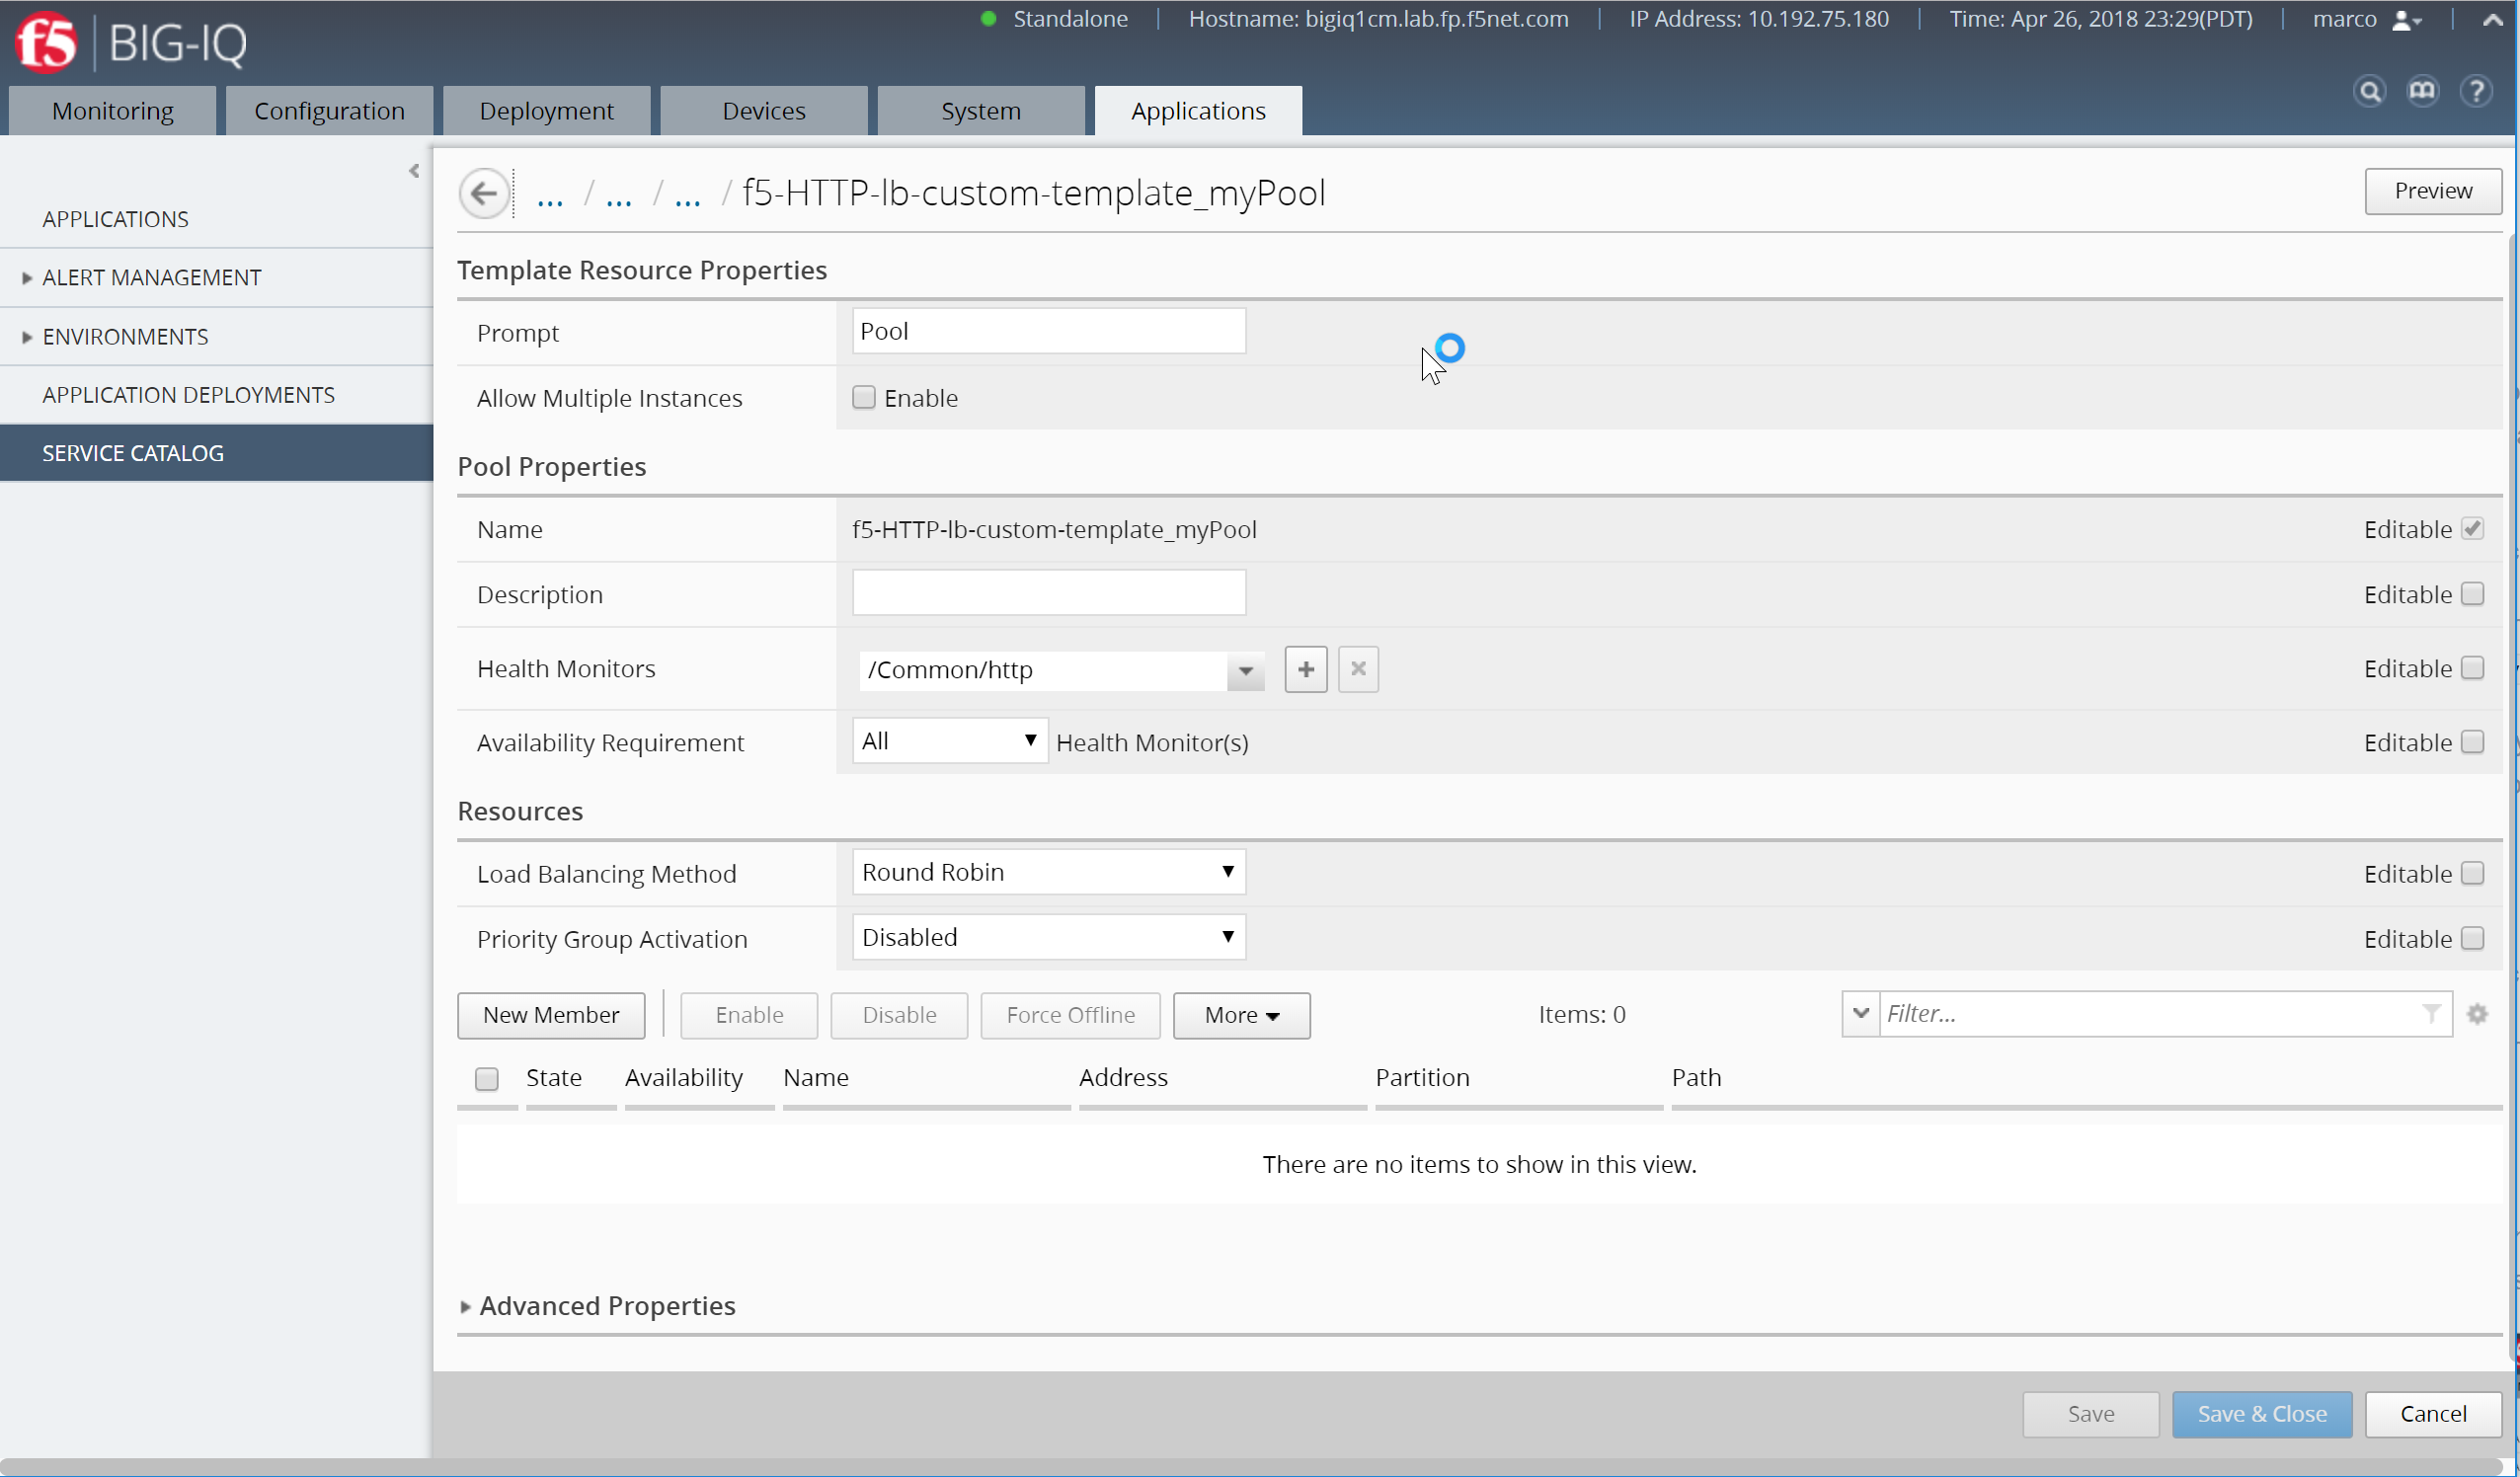 f5 BIG-IQ
Standalone Hostname: bigiq1cm.lab.fp.f5net.com IP Address: 10.192.75.180 Time: Apr 26, 2018 23:29(PDT) marco
Monitoring Configuration Deployment Devices System Applications
APPLICATIONS
ALERT MANAGEMENT
ENVIRONMENTS
APPLICATION DEPLOYMENTS
SERVICE CATALOG
... / ... / ... / f5-HTTP-lb-custom-template_myPool
Preview
Template Resource Properties
Prompt Pool
Allow Multiple Instances Enable
Pool Properties
Name f5-HTTP-lb-custom-template_myPool Editable
Description Editable
Health Monitors /Common/http Editable
Availability Requirement All Health Monitor(s) Editable
Resources
Load Balancing Method Round Robin Editable
Priority Group Activation Disabled Editable
New Member Enable Disable Force Offline More Items: 0 Filter...
State Availability Name Address Partition Path
There are no items to show in this view.
Advanced Properties
Save Save & Close Cancel